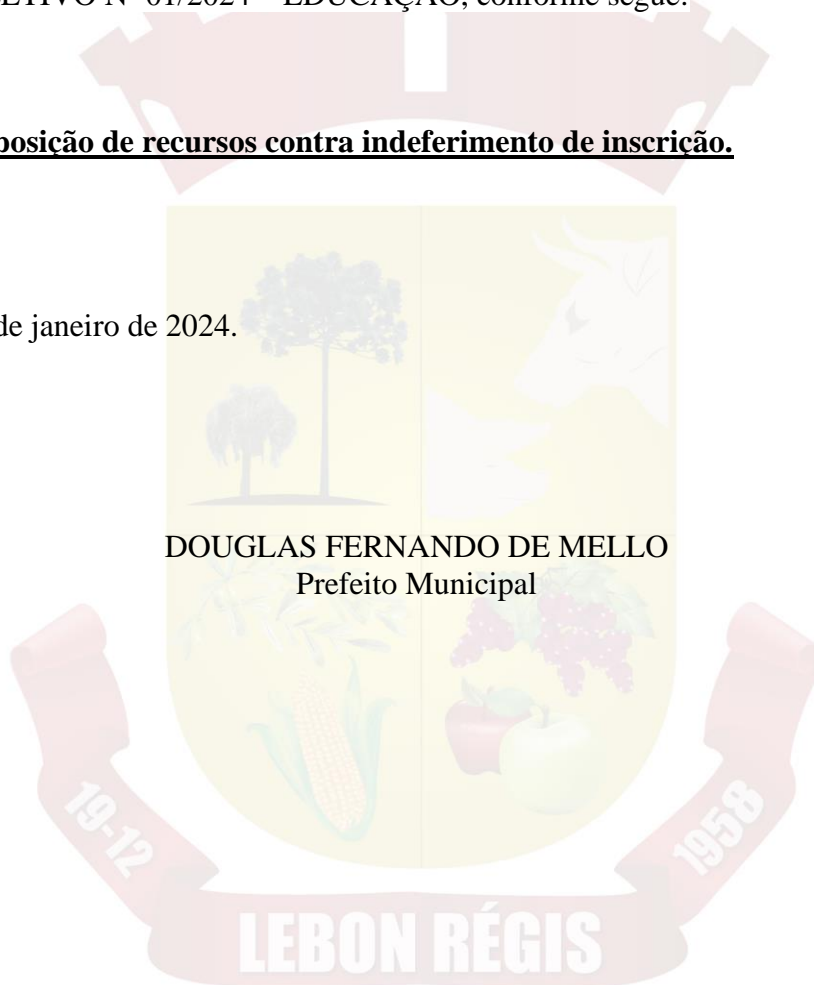 Nº 01/2024 – EDUCAÇÃO, conforme segue:
posição de recursos contra indeferimento de inscrição.
de janeiro de 2024.
DOUGLAS FERNANDO DE MELLO
Prefeito Municipal
19-12
1958
LEBON RÉGIS